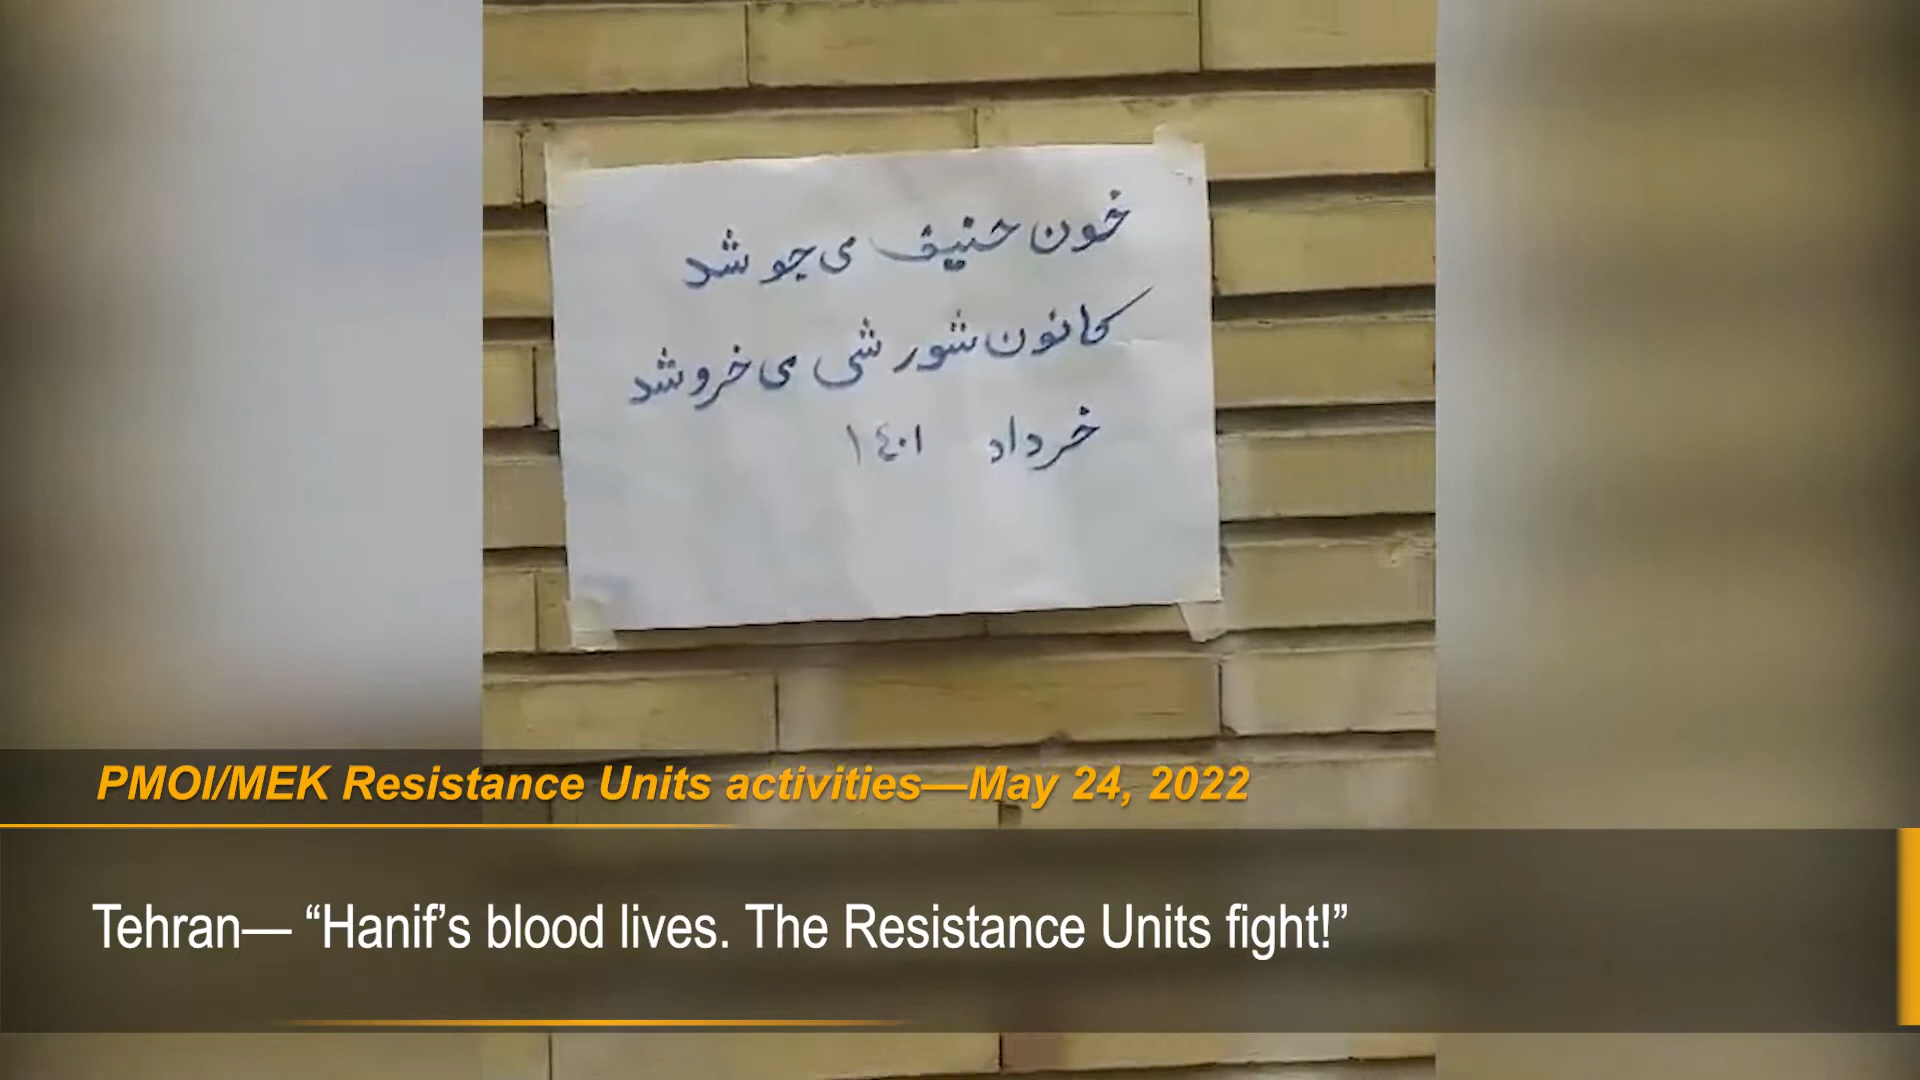 خون حنیف می جوشد
کانون شورشی می خروشد
خرداد ۱٤۰۱
PMOI/MEK Resistance Units activities—May 24, 2022
Tehran— “Hanif’s blood lives. The Resistance Units fight!”